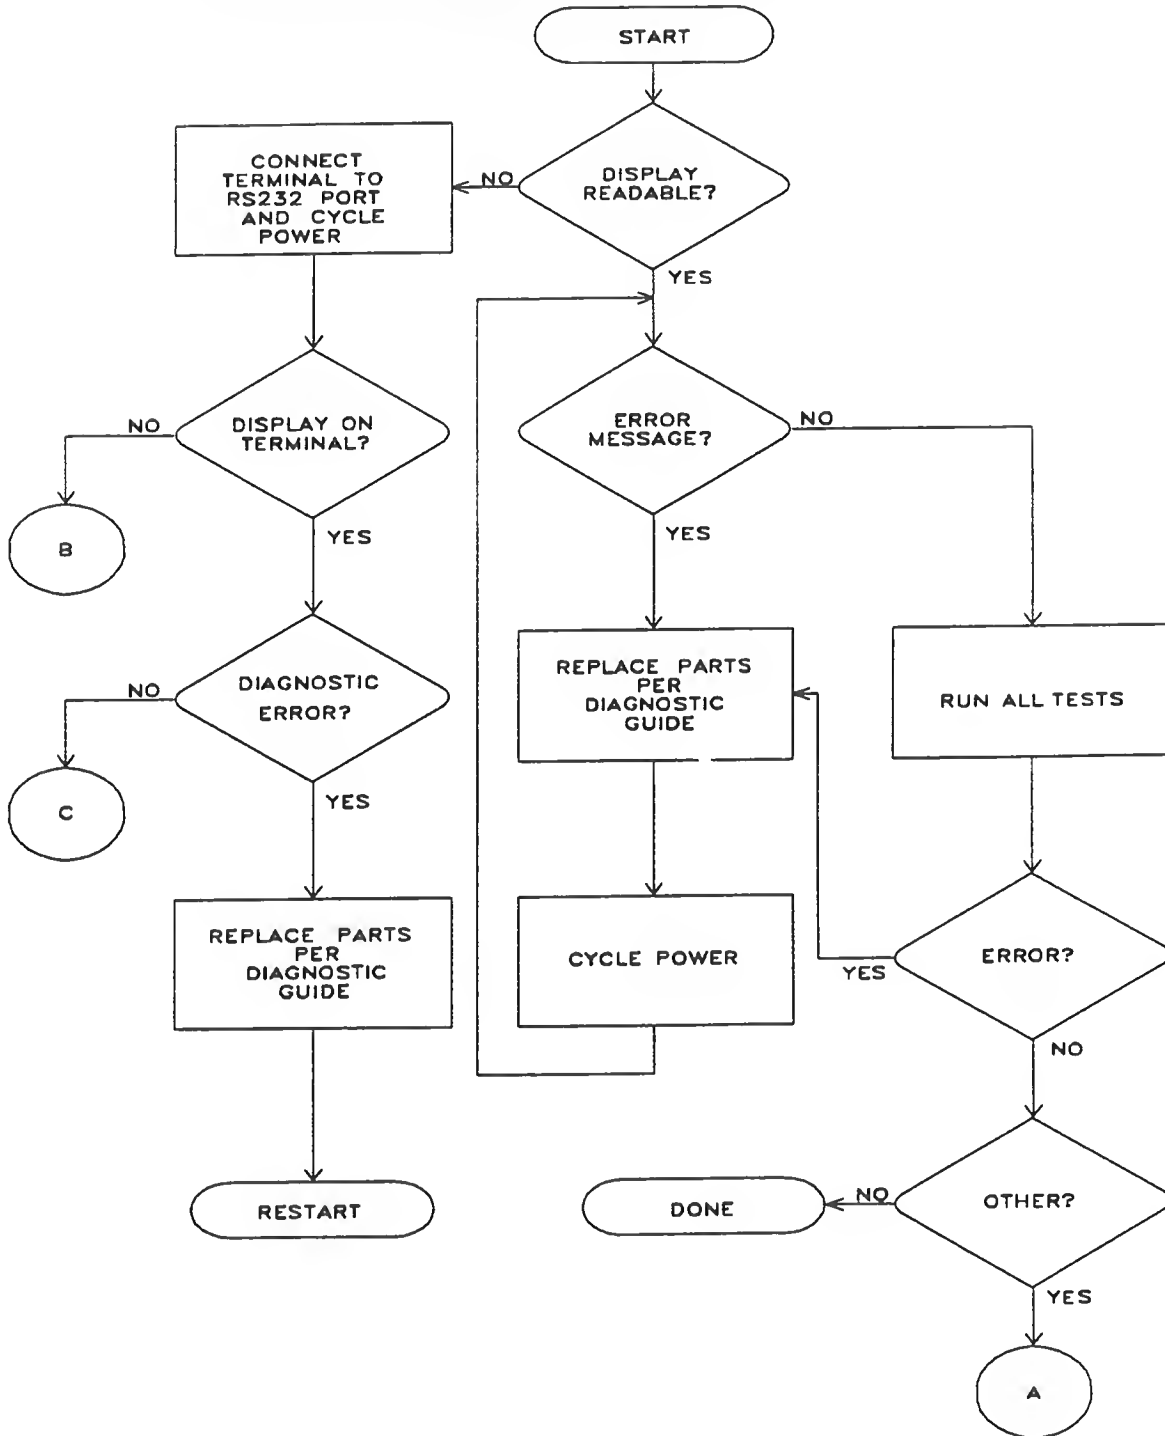 START
DISPLAY
READABLE?
NO
CONNECT
TERMINAL TO
RS232 PORT
AND CYCLE
POWER
YES
DISPLAY ON
TERMINAL?
NO
B
YES
ERROR
MESSAGE?
NO
YES
DIAGNOSTIC
ERROR?
NO
C
YES
REPLACE PARTS
PER
DIAGNOSTIC
GUIDE
RUN ALL TESTS
REPLACE PARTS
PER
DIAGNOSTIC
GUIDE
CYCLE POWER
YES
ERROR?
NO
RESTART
DONE
NO
OTHER?
YES
A